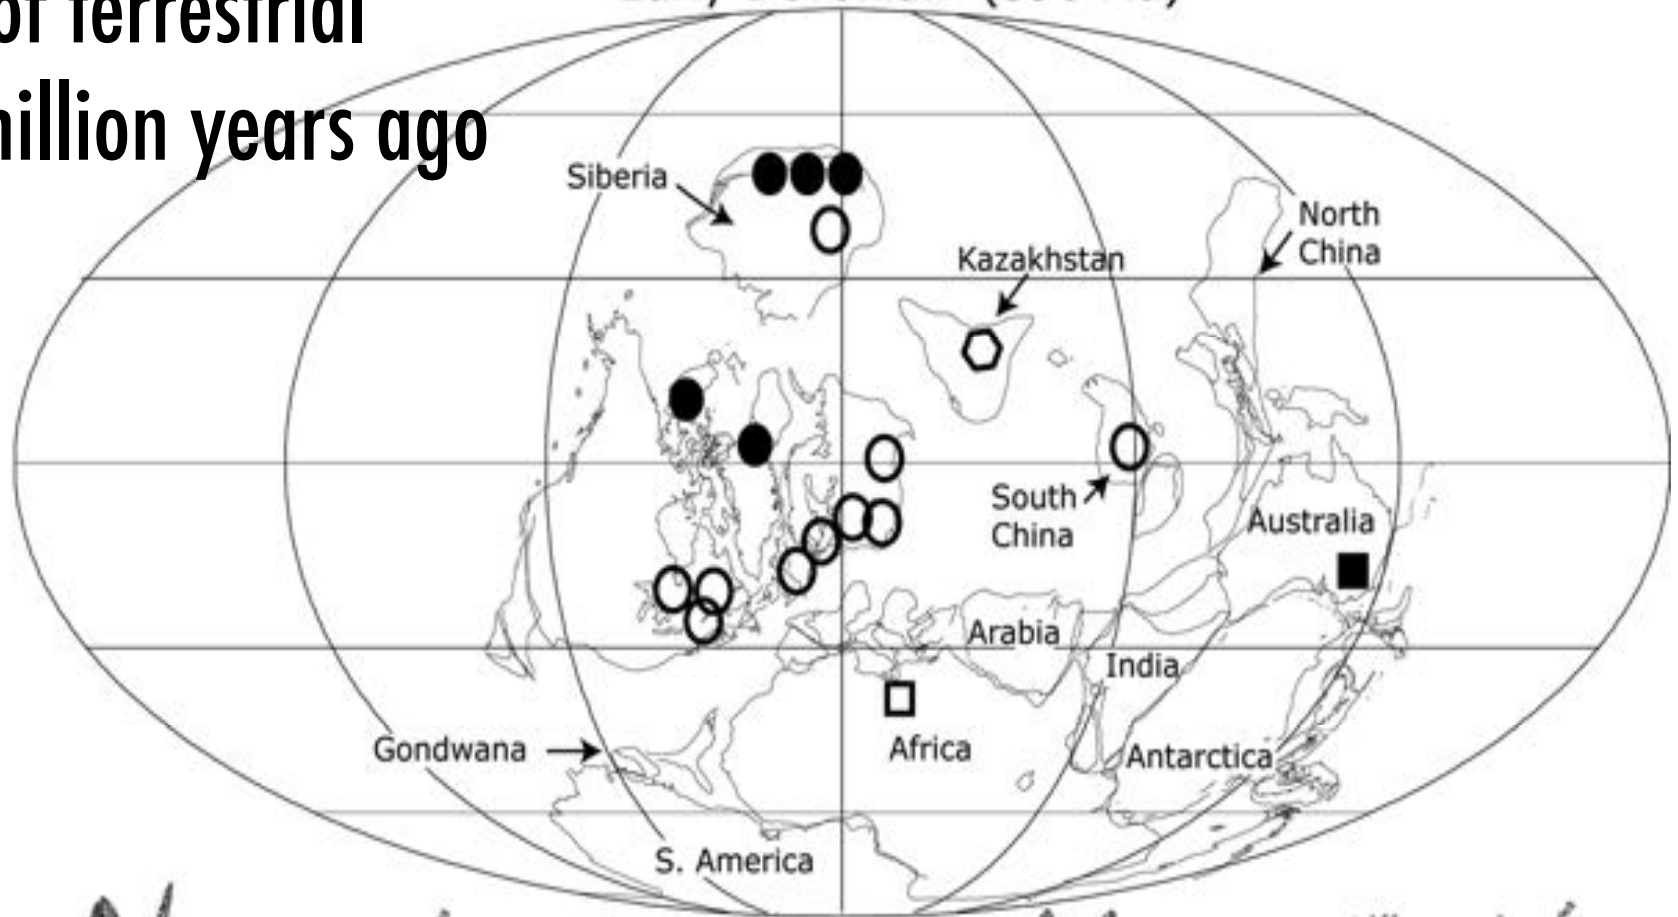 of terrestrial
million years ago
Siberia
North
China
Kazakhstan
South
China
Australia
Arabia
India
Gondwana
Africa
Antarctica
S. America